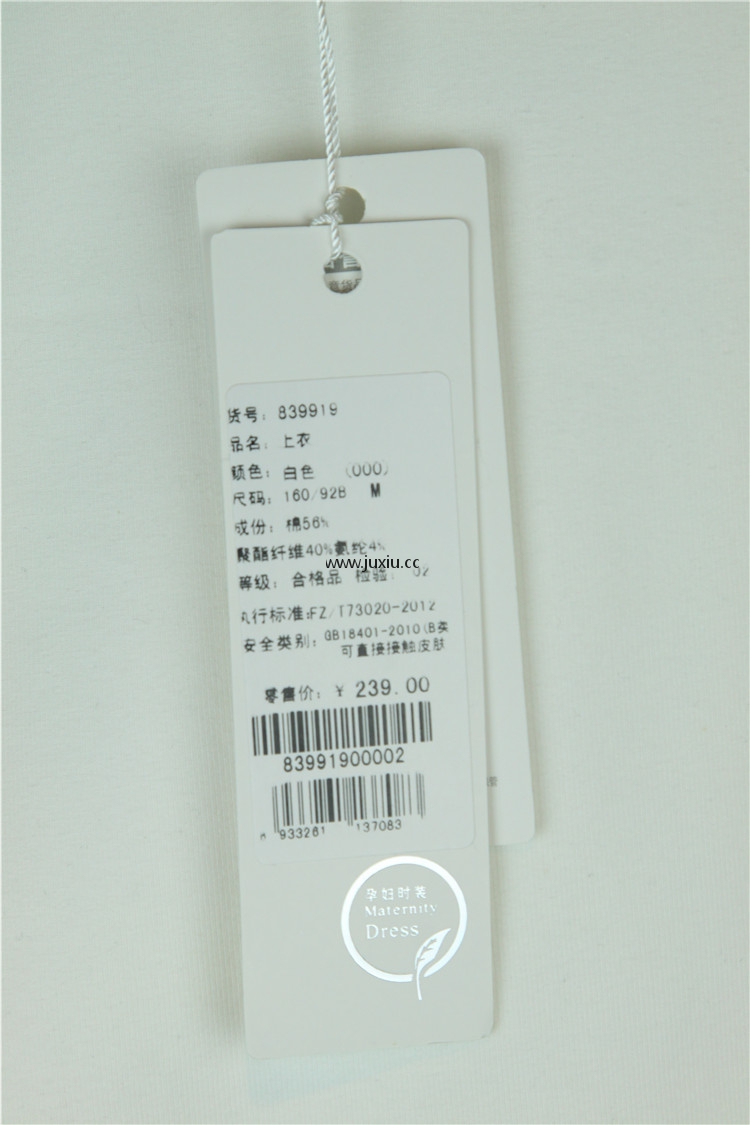 货号: 839919
品名: 上衣
颜色: 白色 (000)
尺码: 160/92B M
成份: 棉56%
聚酯纤维40%氨纶4%
www.juxiu.cc
等级: 合格品 检验: 02
执行标准:FZ/T73020-2012
安全类别: GB18401-2010(B类
可直接接触皮肤
零售价: ¥ 239.00
83991900002
933261 137083
孕妇时装
Maternity
Dress